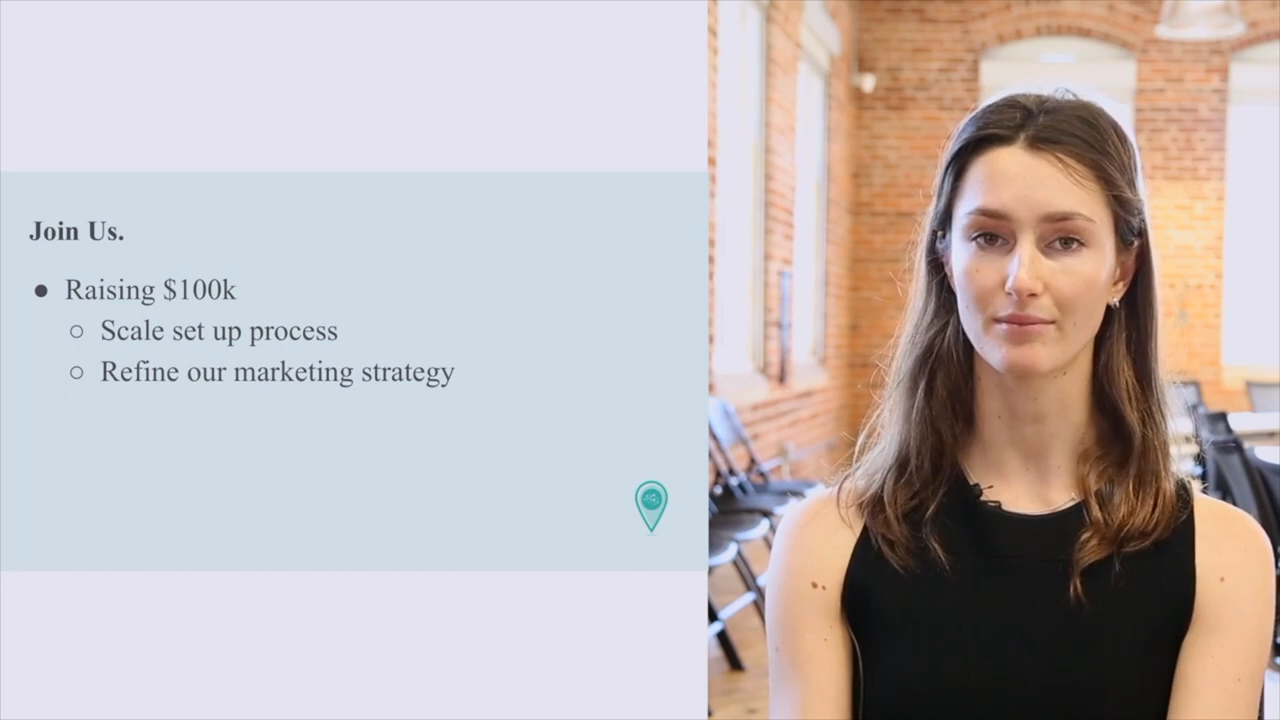 Join Us.
● Raising $100k
○ Scale set up process
○ Refine our marketing strategy